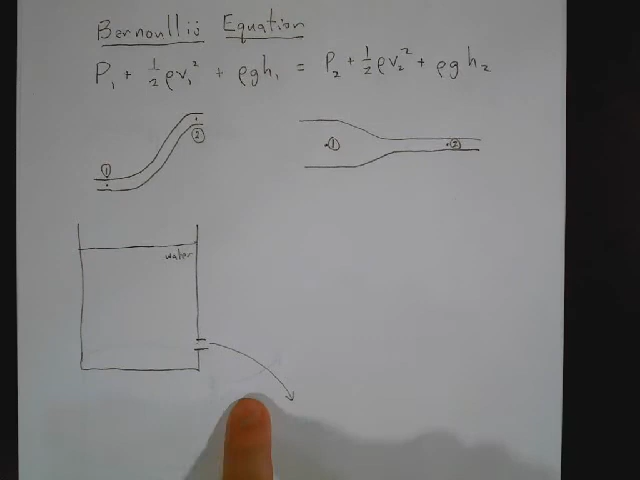 Bernoulli's Equation
P₁ + ½ρv₁² + ρgh₁ = P₂ + ½ρv₂² + ρgh₂
① ②
① ②
water